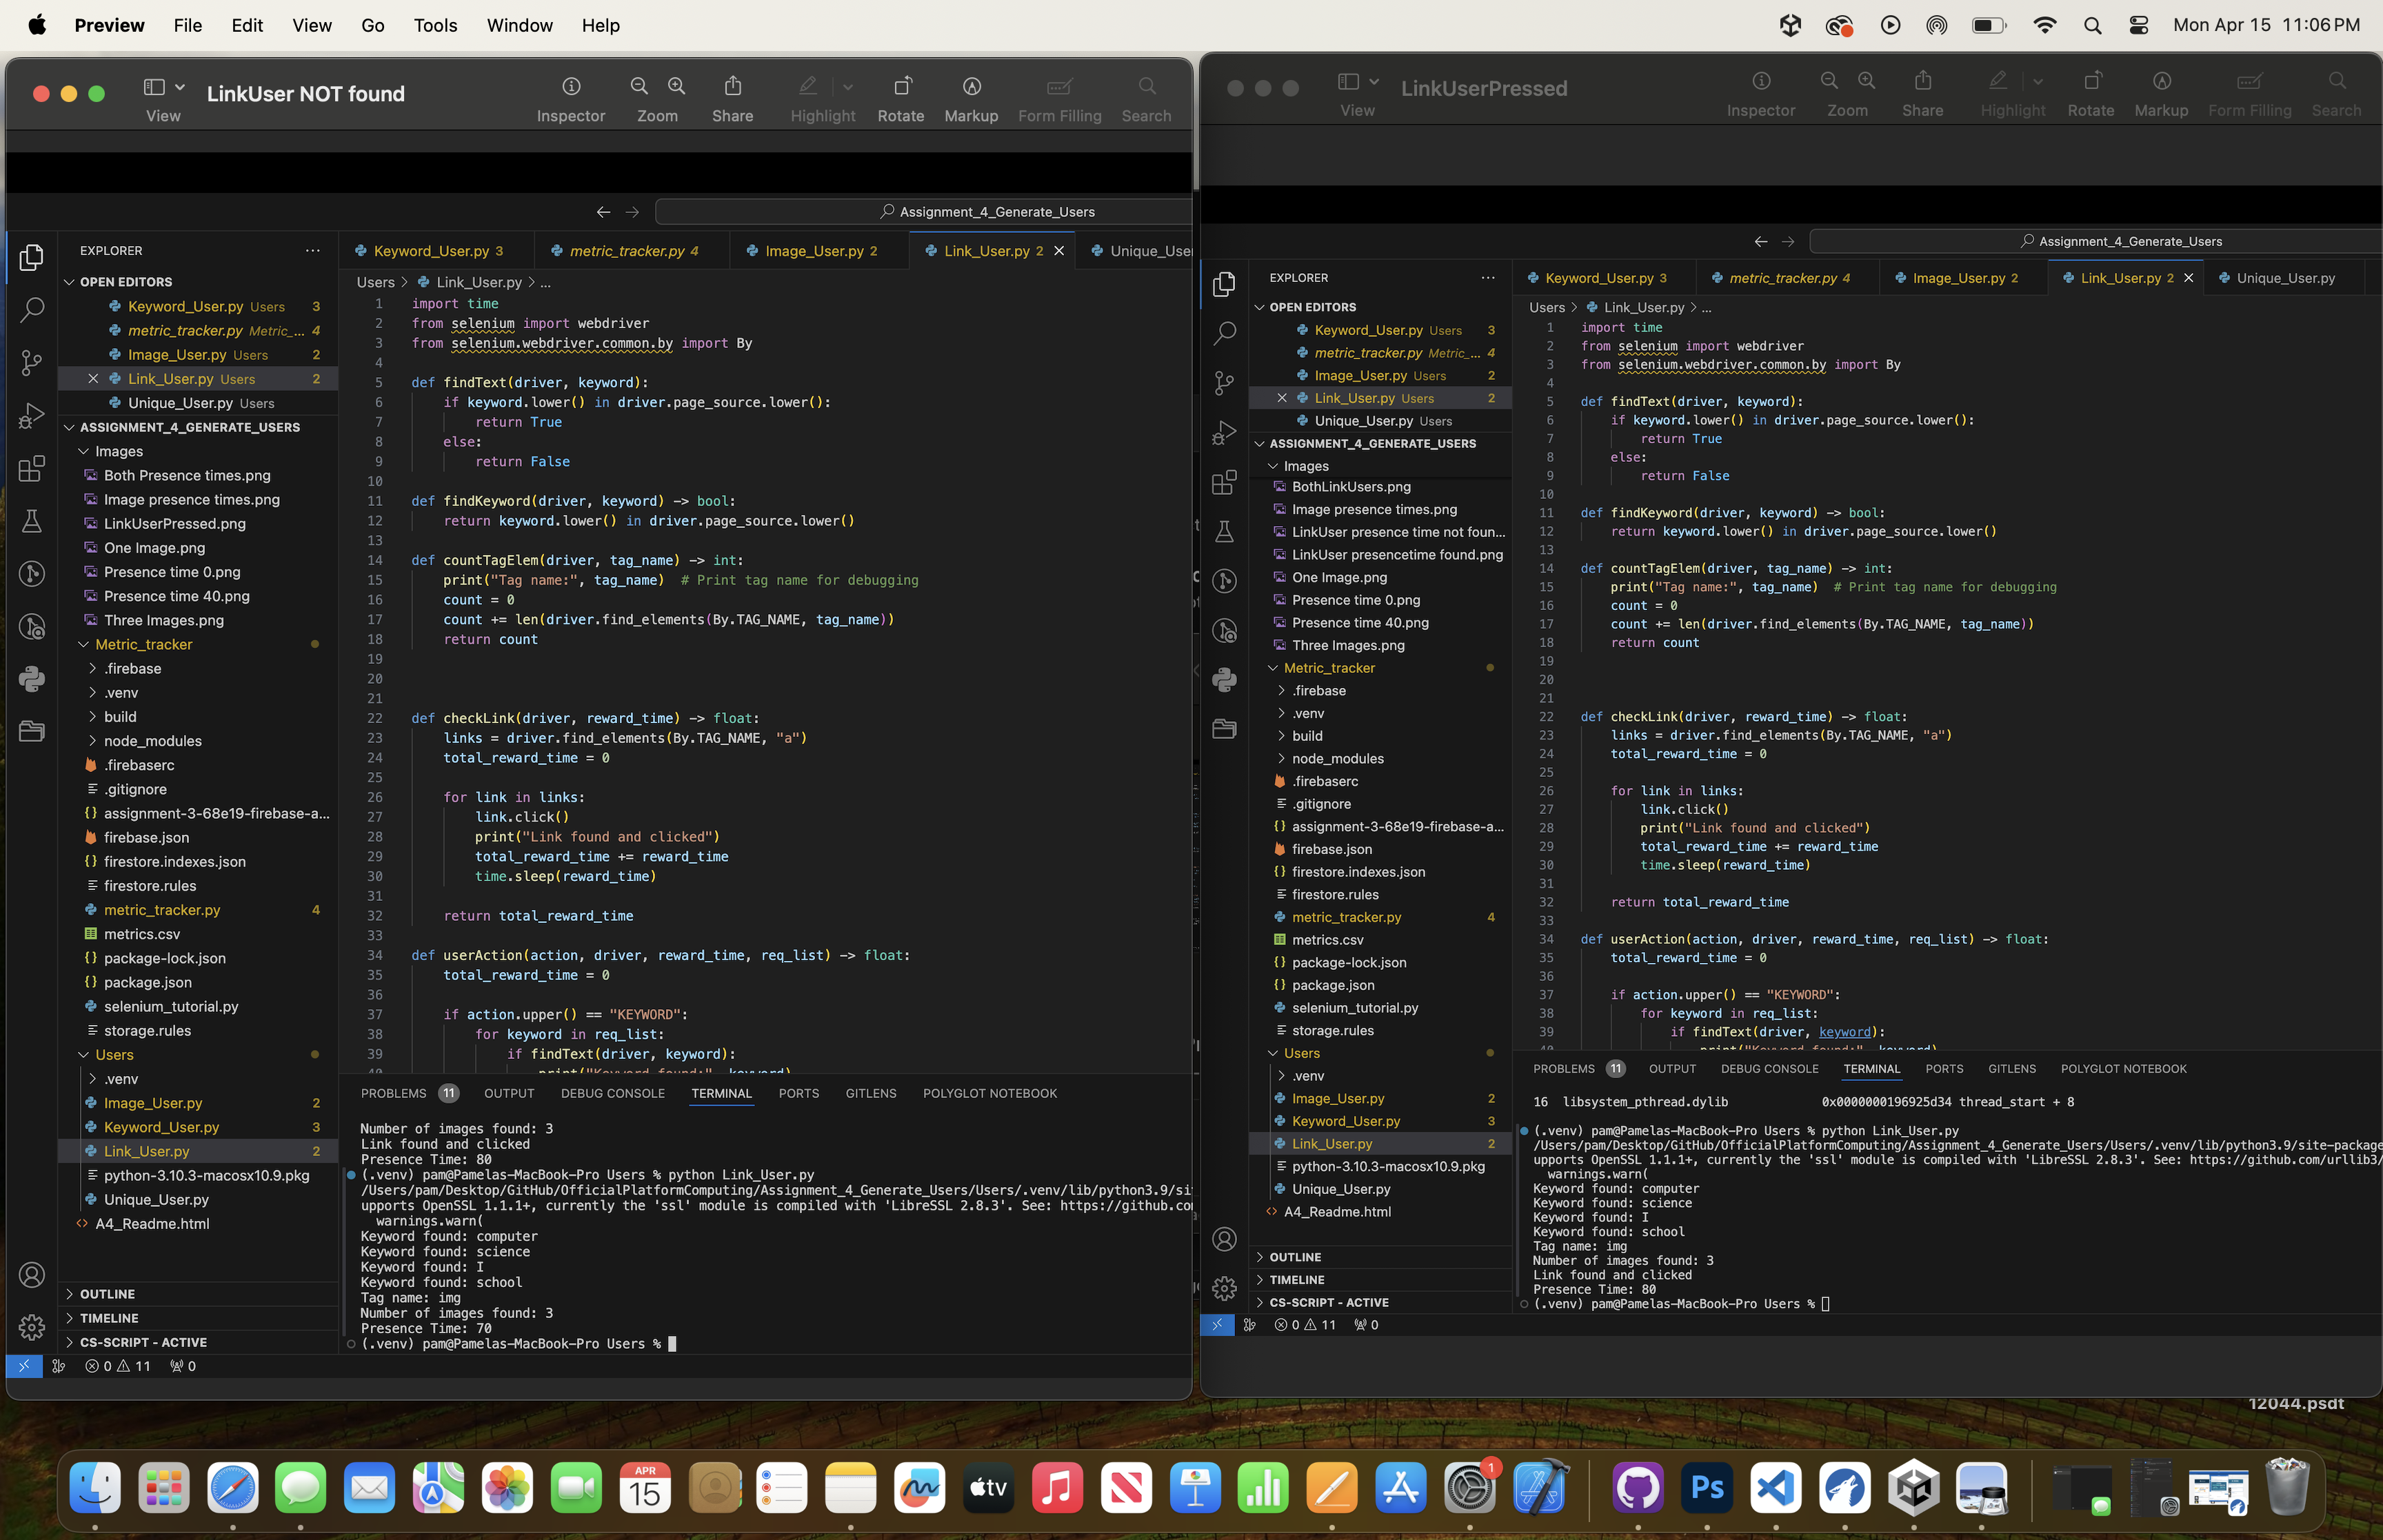 Preview File Edit View Go Tools Window Help
Mon Apr 15 11:06 PM
LinkUser NOT found
View Inspector Zoom Share Highlight Rotate Markup Form Filling Search
Assignment_4_Generate_Users
EXPLORER
Keyword_User.py 3 metric_tracker.py 4 Image_User.py 2 Link_User.py 2 Unique_Use
OPEN EDITORS
Keyword_User.py Users 3
metric_tracker.py Metric_... 4
Image_User.py Users 2
Link_User.py Users 2
Unique_User.py Users
ASSIGNMENT_4_GENERATE_USERS
Images
Both Presence times.png
Image presence times.png
LinkUserPressed.png
One Image.png
Presence time 0.png
Presence time 40.png
Three Images.png
Metric_tracker
.firebase
.venv
build
node_modules
.firebaserc
.gitignore
assignment-3-68e19-firebase-a...
firebase.json
firestore.indexes.json
firestore.rules
metric_tracker.py 4
metrics.csv
package-lock.json
package.json
selenium_tutorial.py
storage.rules
Users
.venv
Image_User.py 2
Keyword_User.py 3
Link_User.py 2
python-3.10.3-macosx10.9.pkg
Unique_User.py
A4_Readme.html
OUTLINE
TIMELINE
CS-SCRIPT - ACTIVE
0 11 0
Users > Link_User.py > ...
1 import time
2 from selenium import webdriver
3 from selenium.webdriver.common.by import By
4
5 def findText(driver, keyword):
6 if keyword.lower() in driver.page_source.lower():
7 return True
8 else:
9 return False
10
11 def findKeyword(driver, keyword) -> bool:
12 return keyword.lower() in driver.page_source.lower()
13
14 def countTagElem(driver, tag_name) -> int:
15 print("Tag name:", tag_name) # Print tag name for debugging
16 count = 0
17 count += len(driver.find_elements(By.TAG_NAME, tag_name))
18 return count
19
20
21
22 def checkLink(driver, reward_time) -> float:
23 links = driver.find_elements(By.TAG_NAME, "a")
24 total_reward_time = 0
25
26 for link in links:
27 link.click()
28 print("Link found and clicked")
29 total_reward_time += reward_time
30 time.sleep(reward_time)
31
32 return total_reward_time
33
34 def userAction(action, driver, reward_time, req_list) -> float:
35 total_reward_time = 0
36
37 if action.upper() == "KEYWORD":
38 for keyword in req_list:
39 if findText(driver, keyword):
40 print("Keyword found:", keyword)
PROBLEMS 11 OUTPUT DEBUG CONSOLE TERMINAL PORTS GITLENS POLYGLOT NOTEBOOK
Number of images found: 3
Link found and clicked
Presence Time: 80
(.venv) pam@Pamelas-MacBook-Pro Users % python Link_User.py
/Users/pam/Desktop/GitHub/OfficialPlatformComputing/Assignment_4_Generate_Users/Users/.venv/lib/python3.9/si
upports OpenSSL 1.1.1+, currently the 'ssl' module is compiled with 'LibreSSL 2.8.3'. See: https://github.co
warnings.warn(
Keyword found: computer
Keyword found: science
Keyword found: I
Keyword found: school
Tag name: img
Number of images found: 3
Presence Time: 70
(.venv) pam@Pamelas-MacBook-Pro Users %
LinkUserPressed
View Inspector Zoom Share Highlight Rotate Markup Form Filling Search
Assignment_4_Generate_Users
EXPLORER
Keyword_User.py 3 metric_tracker.py 4 Image_User.py 2 Link_User.py 2 Unique_User.py
OPEN EDITORS
Keyword_User.py Users 3
metric_tracker.py Metric_... 4
Image_User.py Users 2
Link_User.py Users 2
Unique_User.py Users
ASSIGNMENT_4_GENERATE_USERS
Images
BothLinkUsers.png
Image presence times.png
LinkUser presence time not foun...
LinkUser presencetime found.png
One Image.png
Presence time 0.png
Presence time 40.png
Three Images.png
Metric_tracker
.firebase
.venv
build
node_modules
.firebaserc
.gitignore
assignment-3-68e19-firebase-a...
firebase.json
firestore.indexes.json
firestore.rules
metric_tracker.py 4
metrics.csv
package-lock.json
package.json
selenium_tutorial.py
storage.rules
Users
.venv
Image_User.py 2
Keyword_User.py 3
Link_User.py 2
python-3.10.3-macosx10.9.pkg
Unique_User.py
A4_Readme.html
OUTLINE
TIMELINE
CS-SCRIPT - ACTIVE
0 11 0
Users > Link_User.py > ...
1 import time
2 from selenium import webdriver
3 from selenium.webdriver.common.by import By
4
5 def findText(driver, keyword):
6 if keyword.lower() in driver.page_source.lower():
7 return True
8 else:
9 return False
10
11 def findKeyword(driver, keyword) -> bool:
12 return keyword.lower() in driver.page_source.lower()
13
14 def countTagElem(driver, tag_name) -> int:
15 print("Tag name:", tag_name) # Print tag name for debugging
16 count = 0
17 count += len(driver.find_elements(By.TAG_NAME, tag_name))
18 return count
19
20
21
22 def checkLink(driver, reward_time) -> float:
23 links = driver.find_elements(By.TAG_NAME, "a")
24 total_reward_time = 0
25
26 for link in links:
27 link.click()
28 print("Link found and clicked")
29 total_reward_time += reward_time
30 time.sleep(reward_time)
31
32 return total_reward_time
33
34 def userAction(action, driver, reward_time, req_list) -> float:
35 total_reward_time = 0
36
37 if action.upper() == "KEYWORD":
38 for keyword in req_list:
39 if findText(driver, keyword):
40 print("Keyword found:", keyword)
PROBLEMS 11 OUTPUT DEBUG CONSOLE TERMINAL PORTS GITLENS POLYGLOT NOTEBOOK
16 libsystem_pthread.dylib 0x0000000196925d34 thread_start + 8
(.venv) pam@Pamelas-MacBook-Pro Users % python Link_User.py
/Users/pam/Desktop/GitHub/OfficialPlatformComputing/Assignment_4_Generate_Users/Users/.venv/lib/python3.9/site-package
upports OpenSSL 1.1.1+, currently the 'ssl' module is compiled with 'LibreSSL 2.8.3'. See: https://github.com/urllib3/
warnings.warn(
Keyword found: computer
Keyword found: science
Keyword found: I
Keyword found: school
Tag name: img
Number of images found: 3
Link found and clicked
Presence Time: 80
(.venv) pam@Pamelas-MacBook-Pro Users %
12044.psdt
APR
15
tv
1
Ps